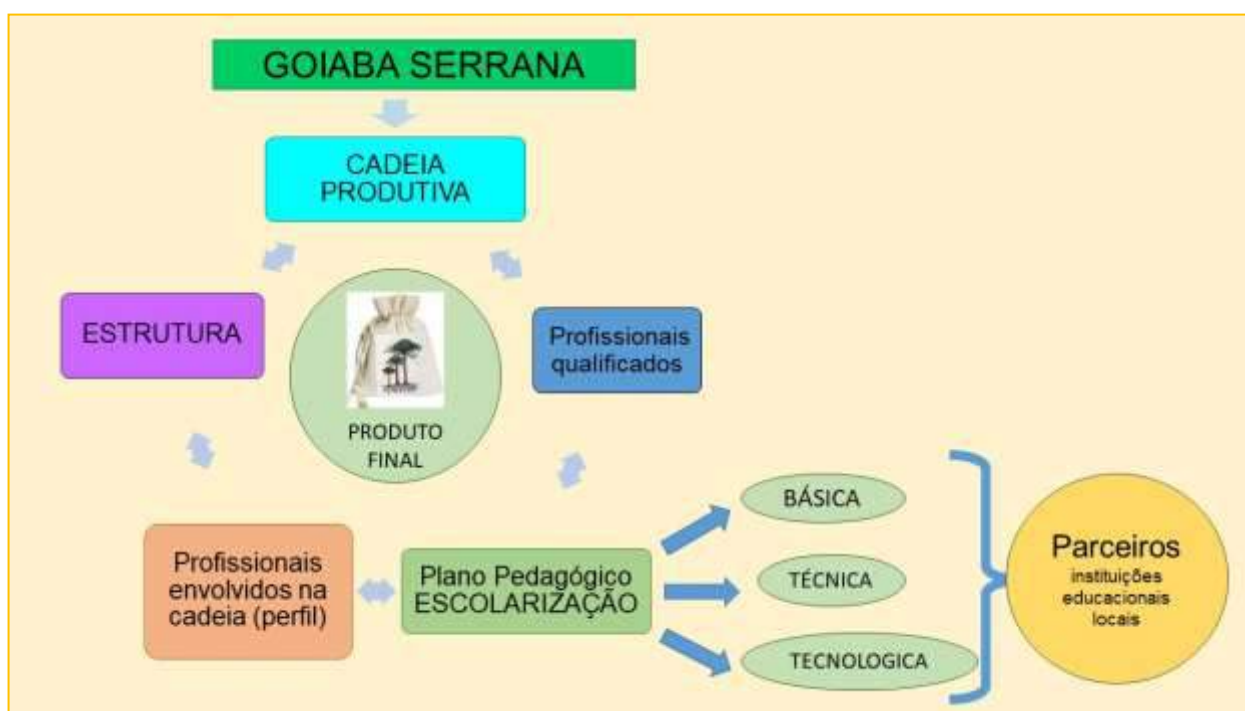 GOIABA SERRANA
CADEIA
PRODUTIVA
ESTRUTURA
PRODUTO
FINAL
Profissionais
qualificados
Profissionais
envolvidos na
cadeia (perfil)
Plano Pedagógico
ESCOLARIZAÇÃO
BÁSICA
TÉCNICA
TECNOLOGICA
Parceiros
instituições
educacionais
locais